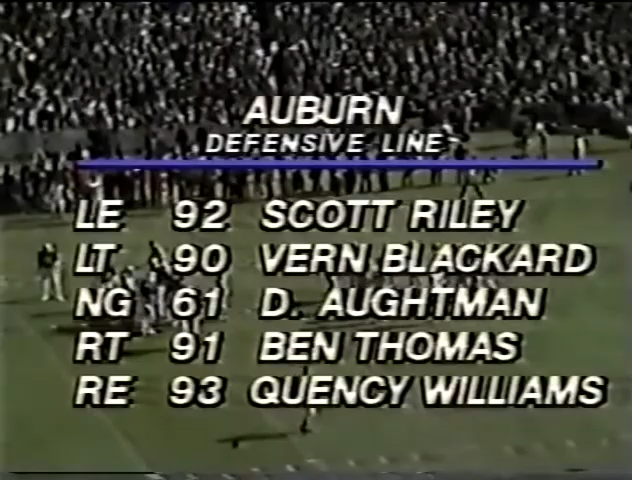 AUBURN
DEFENSIVE LINE
LE 92 SCOTT RILEY
LT 90 VERN BLACKARD
NG 61 D. AUGHTMAN
RT 91 BEN THOMAS
RE 93 QUENCY WILLIAMS